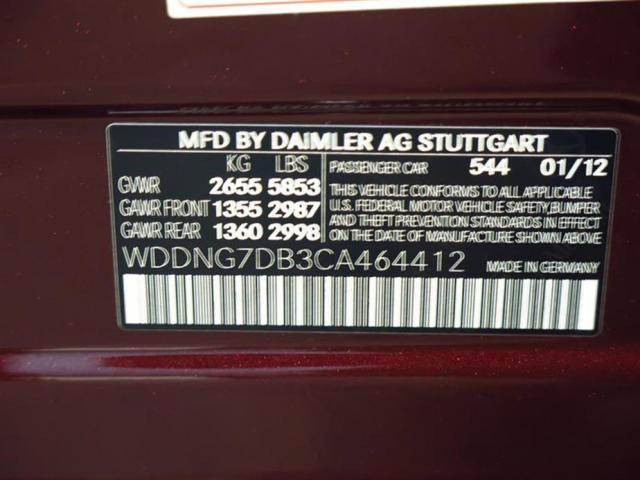 MFD BY DAIMLER AG STUTTGART
KG LBS PASSENGER CAR 544 01/12
GVWR 2655 5853 THIS VEHICLE CONFORMS TO ALL APPLICABLE
GAWR FRONT 1355 2987 U.S. FEDERAL MOTOR VEHICLE SAFETY,BUMPER
GAWR REAR 1360 2998 AND THEFT PREVENTION STANDARDS IN EFFECT
ON THE DATE OF MANUFACTURE SHOWN ABOVE
WDDNG7DB3CA464412 MADE IN GERMANY